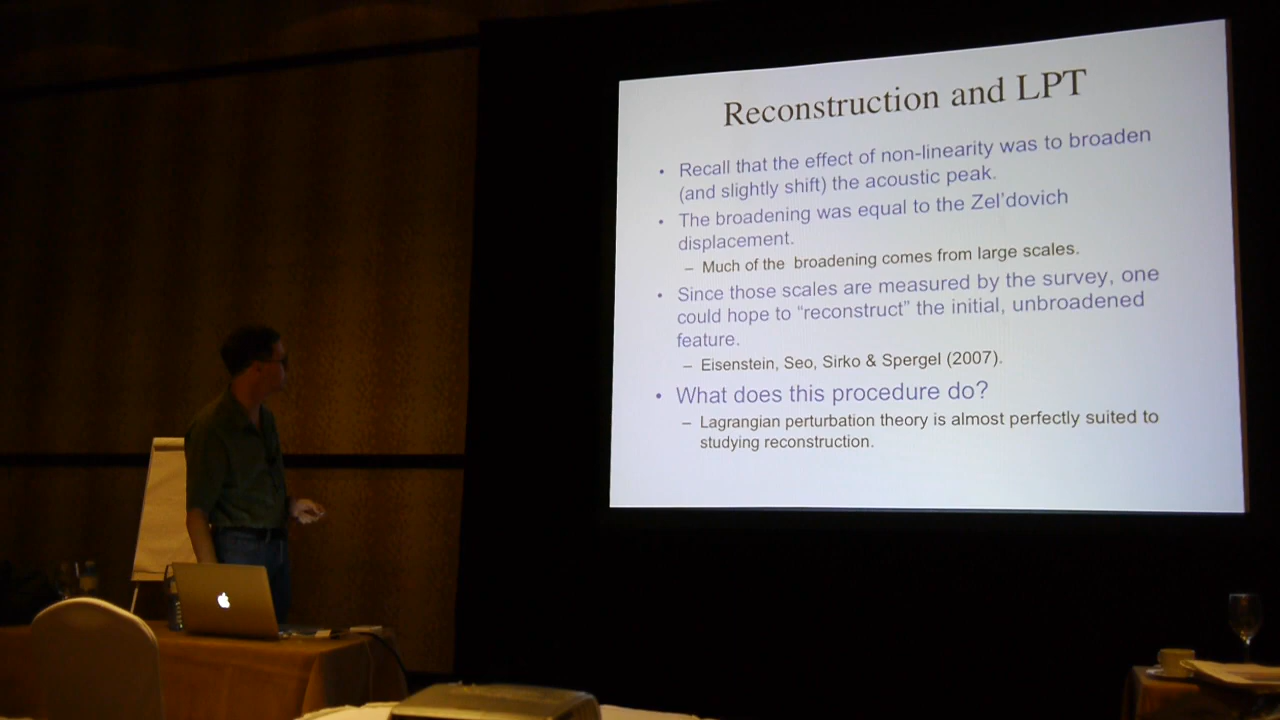 Reconstruction and LPT
• Recall that the effect of non-linearity was to broaden
(and slightly shift) the acoustic peak.
• The broadening was equal to the Zel'dovich
displacement.
– Much of the broadening comes from large scales.
• Since those scales are measured by the survey, one
could hope to “reconstruct” the initial, unbroadened
feature.
– Eisenstein, Seo, Sirko & Spergel (2007).
• What does this procedure do?
– Lagrangian perturbation theory is almost perfectly suited to
studying reconstruction.